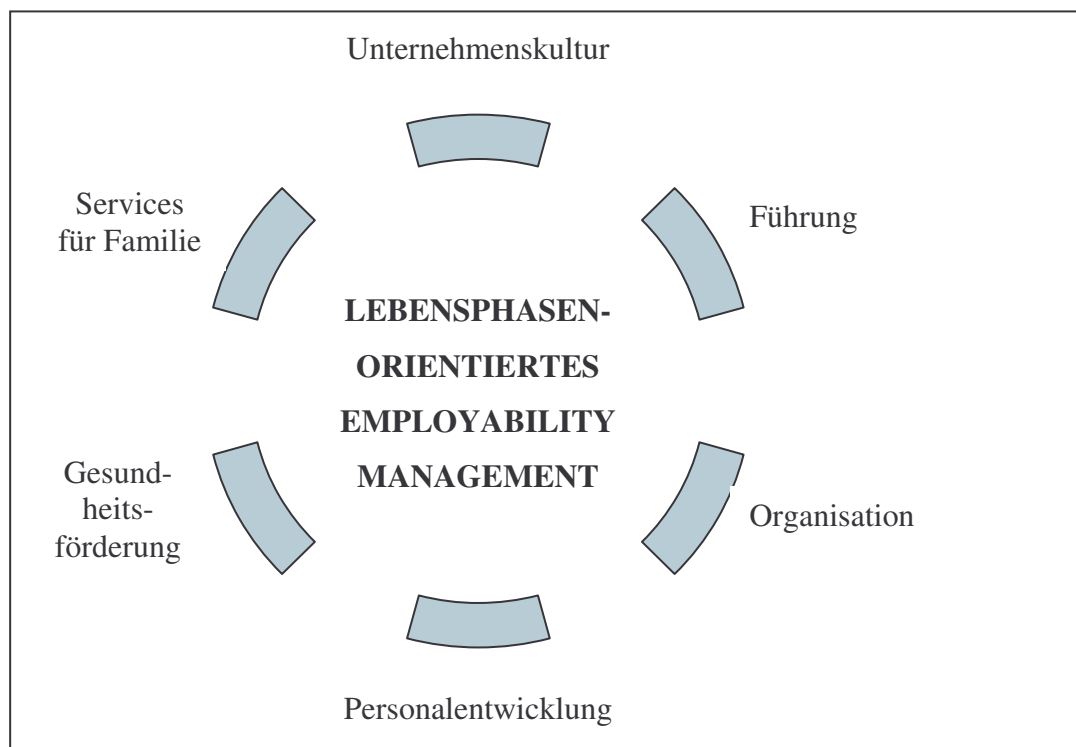 Unternehmenskultur
Services
für Familie
Führung
LEBENSPHASEN-
ORIENTIERTES
EMPLOYABILITY
MANAGEMENT
Gesund-
heits-
förderung
Organisation
Personalentwicklung